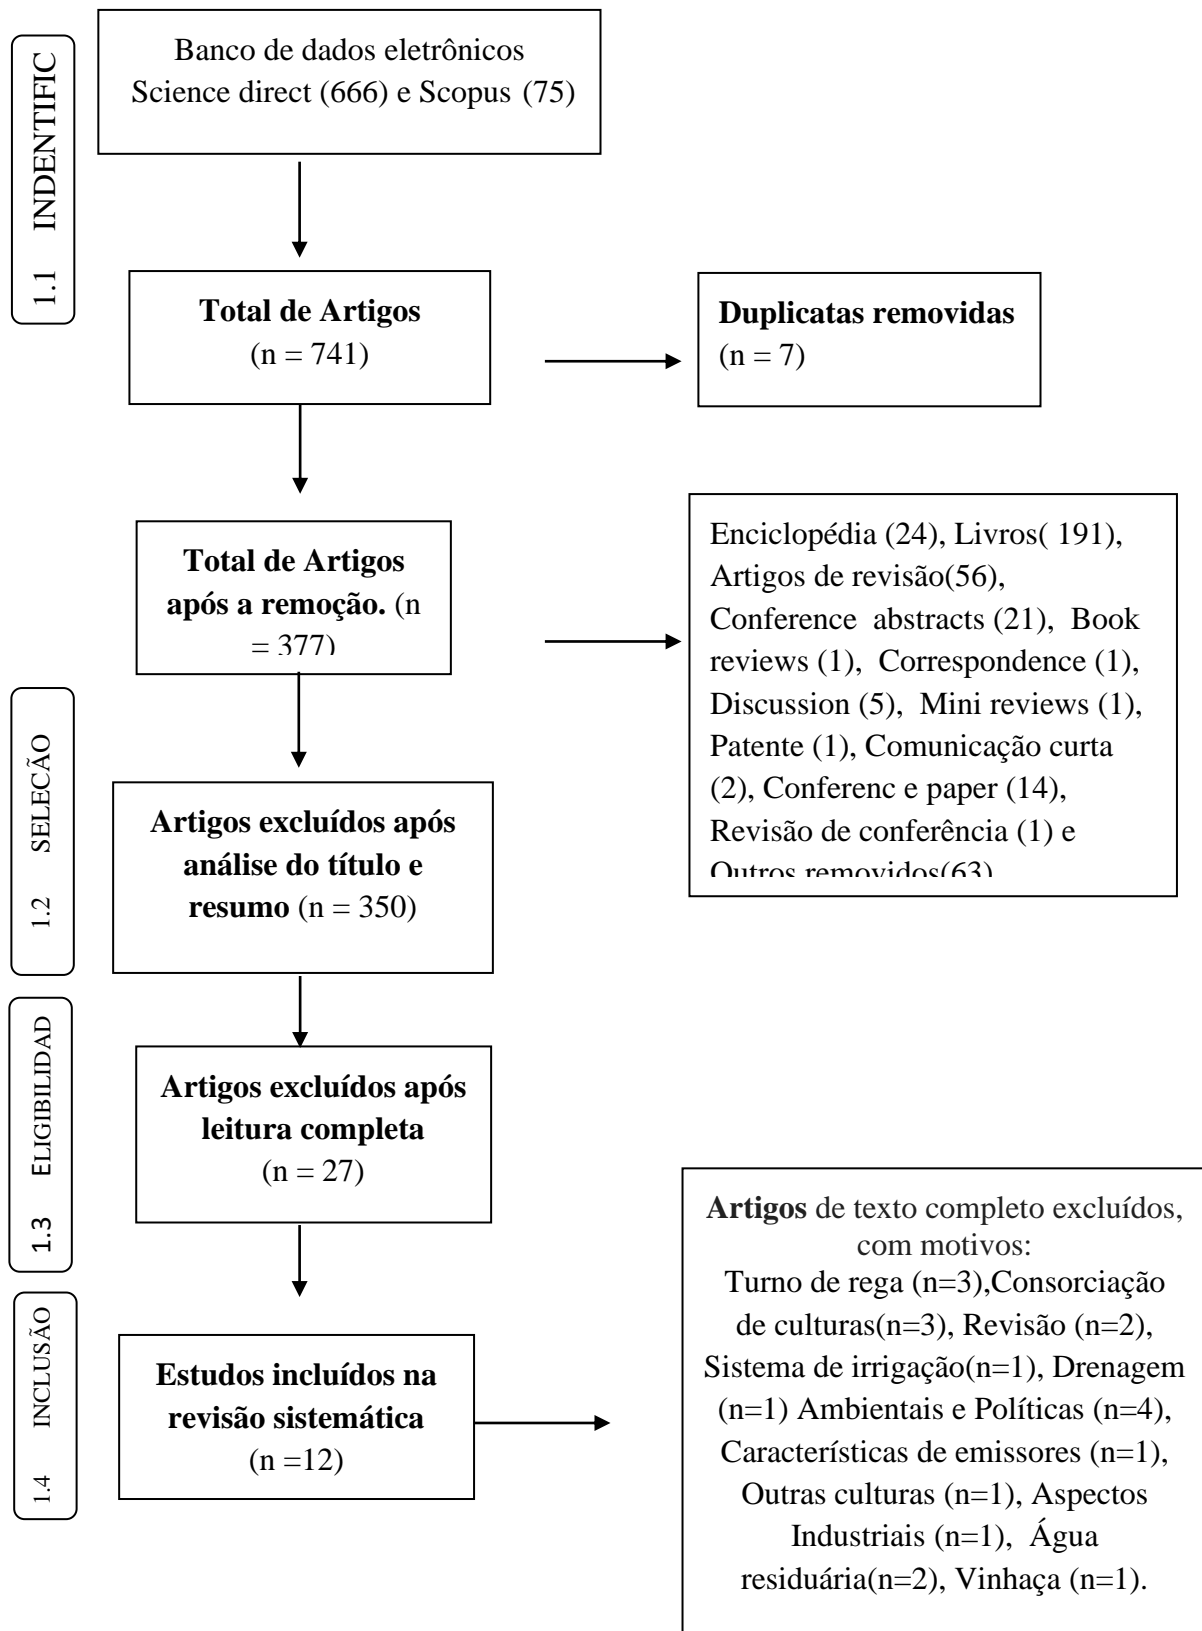 1.1 INDENTIFIC
Banco de dados eletrônicos
Science direct (666) e Scopus (75)
Total de Artigos
(n = 741)
Duplicatas removidas
(n = 7)
Total de Artigos
após a remoção. (n
= 377)
Enciclopédia (24), Livros( 191),
Artigos de revisão(56),
Conference abstracts (21), Book
reviews (1), Correspondence (1),
Discussion (5), Mini reviews (1),
Patente (1), Comunicação curta
(2), Conferenc e paper (14),
Revisão de conferência (1) e
Outros removidos(63)
1.2 SELEÇÃO
Artigos excluídos após
análise do título e
resumo (n = 350)
1.3 ELIGIBILIDAD
Artigos excluídos após
leitura completa
(n = 27)
1.4 INCLUSÃO
Estudos incluídos na
revisão sistemática
(n =12)
Artigos de texto completo excluídos,
com motivos:
Turno de rega (n=3),Consorciação
de culturas(n=3), Revisão (n=2),
Sistema de irrigação(n=1), Drenagem
(n=1) Ambientais e Políticas (n=4),
Características de emissores (n=1),
Outras culturas (n=1), Aspectos
Industriais (n=1), Água
residuária(n=2), Vinhaça (n=1).